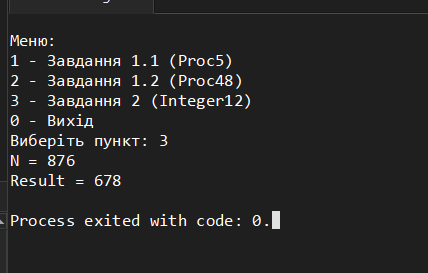 Меню:
1 - Завдання 1.1 (Proc5)
2 - Завдання 1.2 (Proc48)
3 - Завдання 2 (Integer12)
0 - Вихід
Виберіть пункт: 3
N = 876
Result = 678
Process exited with code: 0.